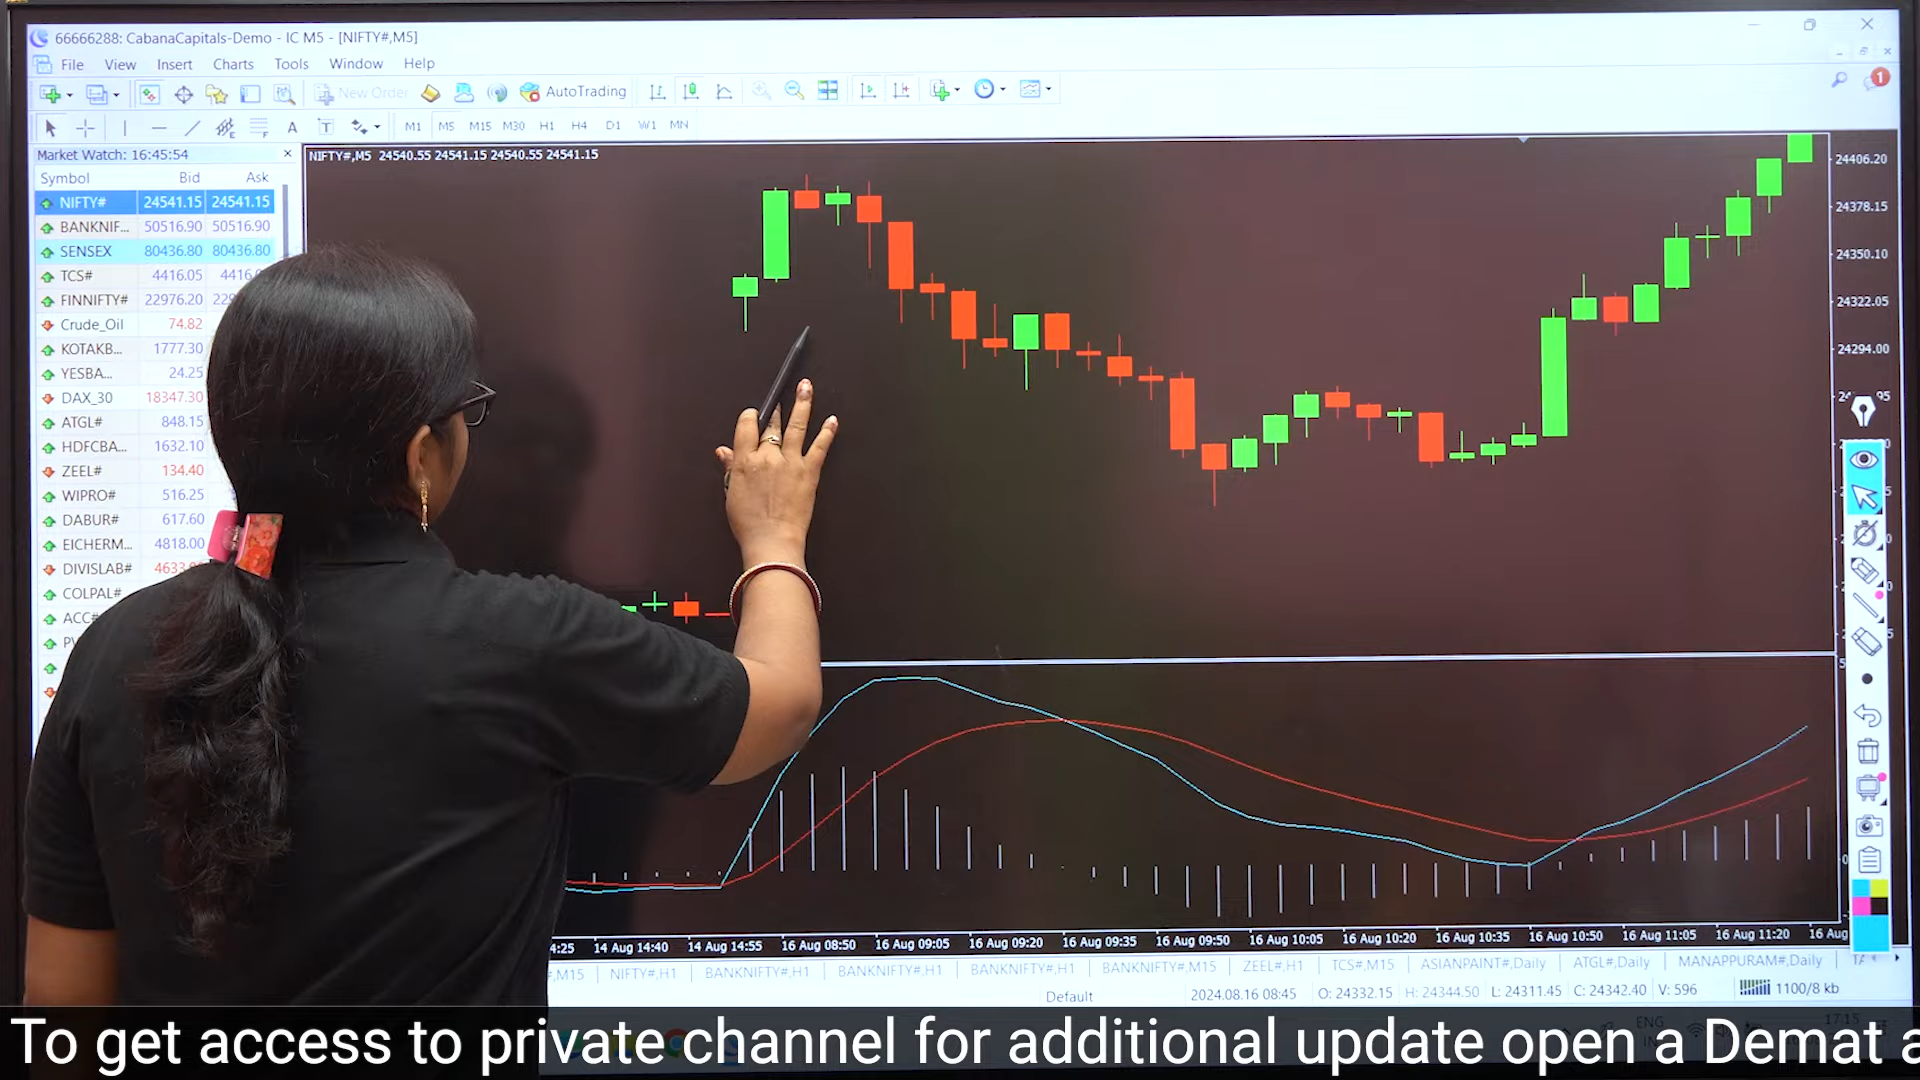 66666288: CabanaCapitals-Demo - IC M5 - [NIFTY#,M5]
File View Insert Charts Tools Window Help
1
New Order AutoTrading
A T M1 M5 M15 M30 H1 H4 D1 W1 MN
Market Watch: 16:45:54
Symbol Bid Ask
NIFTY# 24541.15 24541.15
BANKNIF... 50516.90 50516.90
SENSEX 80436.80 80436.80
TCS# 4416.05
FINNIFTY# 22976.20
Crude_Oil 74.82
KOTAKB... 1777.30
YESBA... 24.25
DAX_30 18347.30
ATGL# 848.15
HDFCBA... 1632.10
ZEEL# 134.40
WIPRO# 516.25
DABUR# 617.60
EICHERM... 4818.00
DIVISLAB#
COLPAL#
ACC#
NIFTY#,M5 24540.55 24541.15 24540.55 24541.15
24406.20
24378.15
24350.10
24322.05
24294.00
14 Aug 14:40 14 Aug 14:55 16 Aug 08:50 16 Aug 09:05 16 Aug 09:20 16 Aug 09:35 16 Aug 09:50 16 Aug 10:05 16 Aug 10:20 16 Aug 10:35 16 Aug 10:50 16 Aug 11:05 16 Aug 11:20 16 Aug
NIFTY#,H1 BANKNIFTY#,H1 BANKNIFTY#,H1 BANKNIFTY#,H1 BANKNIFTY#,M15 ZEEL#,H1 TCS#,M15 ASIANPAINT#,Daily ATGL#,Daily MANAPPURAM#,Daily
Default 2024.08.16 08:45 O: 24332.15 H: 24344.50 L: 24311.45 C: 24342.40 V: 596 1100/8 kb
ENG 17:15
To get access to private channel for additional update open a Demat a